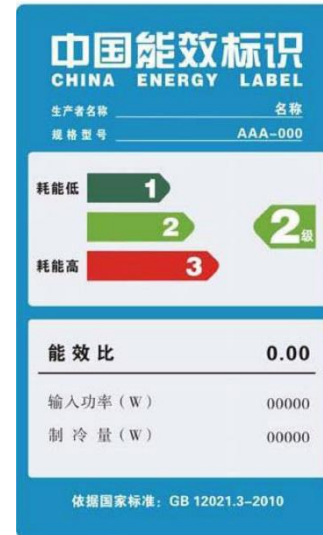 中国能效标识
CHINA ENERGY LABEL
生产者名称 名称
规格型号 AAA-000
耗能低 1
2 2级
耗能高 3
能效比 0.00
输入功率(W) 00000
制冷量(W) 00000
依据国家标准：GB 12021.3-2010